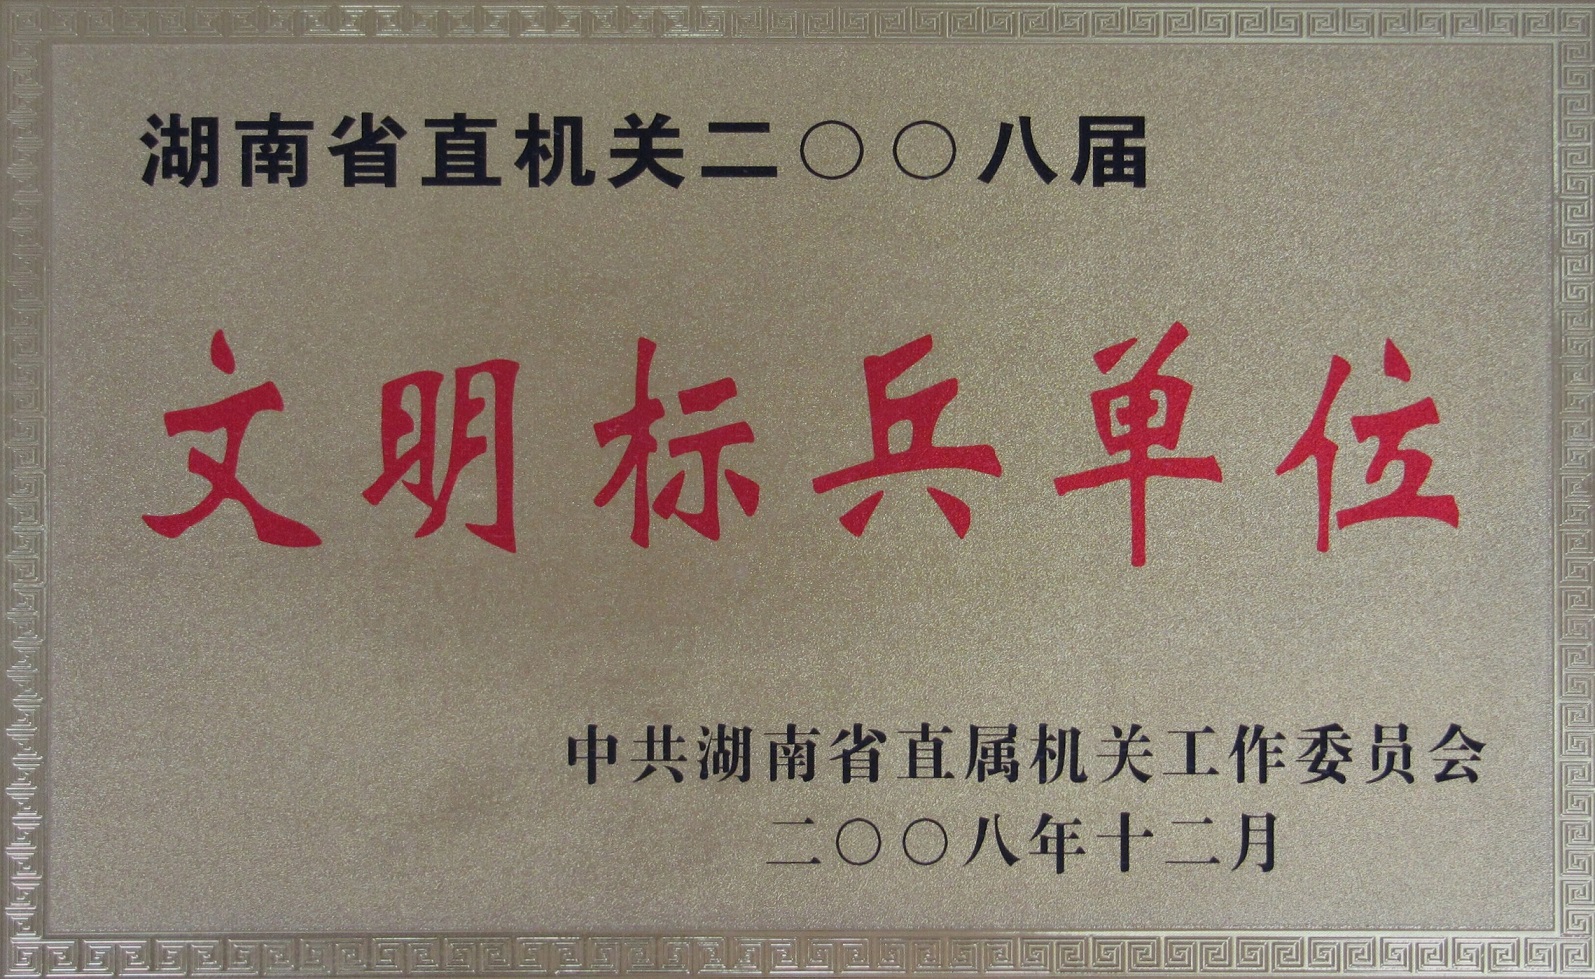 湖南省直机关二〇〇八届
文明标兵单位
中共湖南省直属机关工作委员会
二〇〇八年十二月